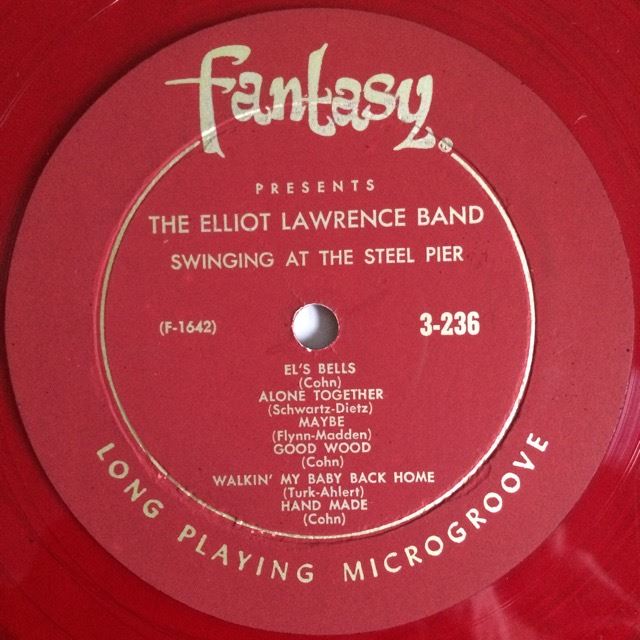 Fantasy.
PRESENTS
THE ELLIOT LAWRENCE BAND
SWINGING AT THE STEEL PIER
(F-1642) 3-236
EL'S BELLS
(Cohn)
ALONE TOGETHER
(Schwartz-Dietz)
MAYBE
(Flynn-Madden)
GOOD WOOD
(Cohn)
WALKIN' MY BABY BACK HOME
(Turk-Ahlert)
HAND MADE
(Cohn)
LONG PLAYING MICROGROOVE